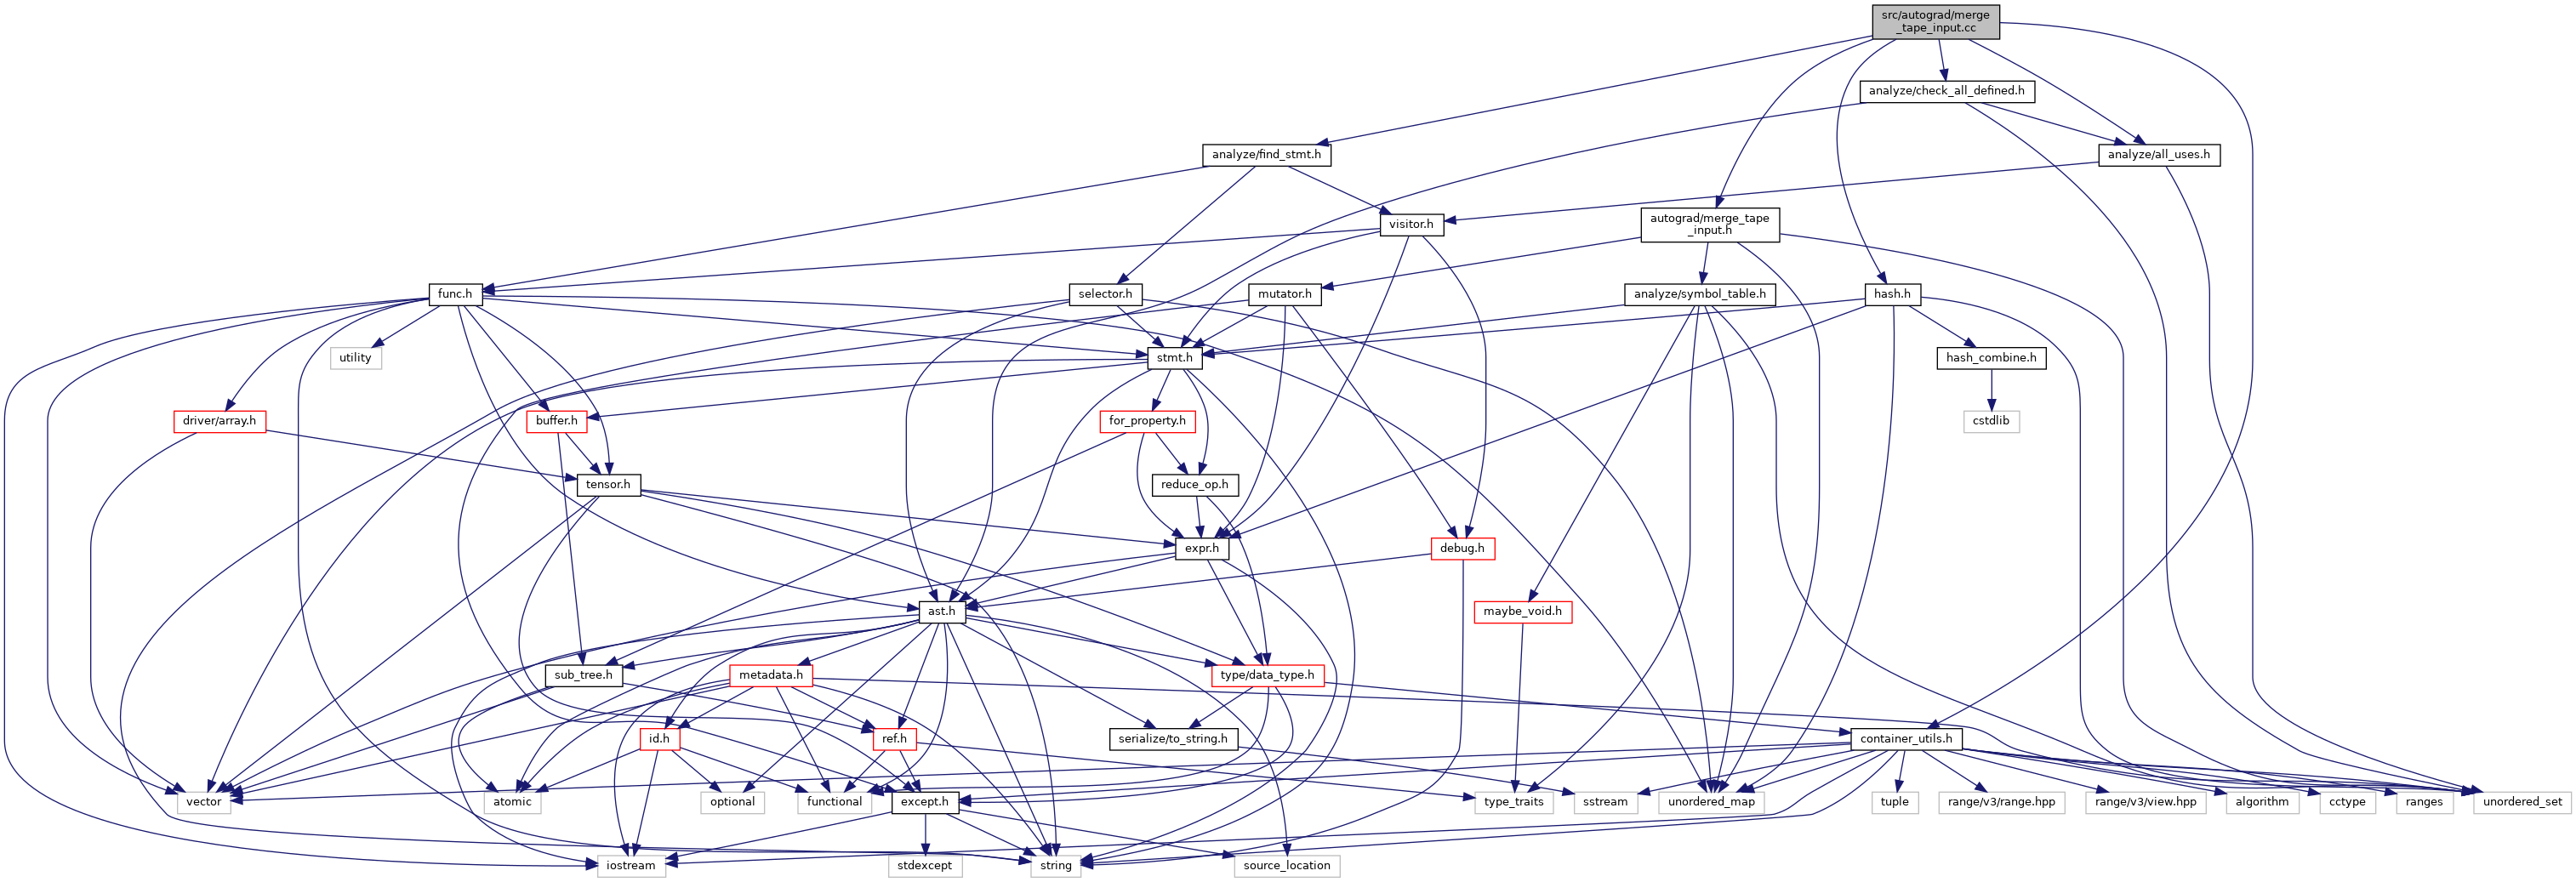 src/autograd/merge
_tape_input.cc
analyze/check_all_defined.h
analyze/find_stmt.h
analyze/all_uses.h
autograd/merge_tape
_input.h
visitor.h
func.h
selector.h
mutator.h
analyze/symbol_table.h
hash.h
utility
stmt.h
hash_combine.h
driver/array.h
buffer.h
for_property.h
cstdlib
tensor.h
reduce_op.h
expr.h
debug.h
ast.h
maybe_void.h
sub_tree.h
metadata.h
type/data_type.h
id.h
ref.h
serialize/to_string.h
container_utils.h
vector
atomic
optional
functional
except.h
type_traits
sstream
unordered_map
tuple
range/v3/range.hpp
range/v3/view.hpp
algorithm
cctype
ranges
unordered_set
iostream
stdexcept
string
source_location